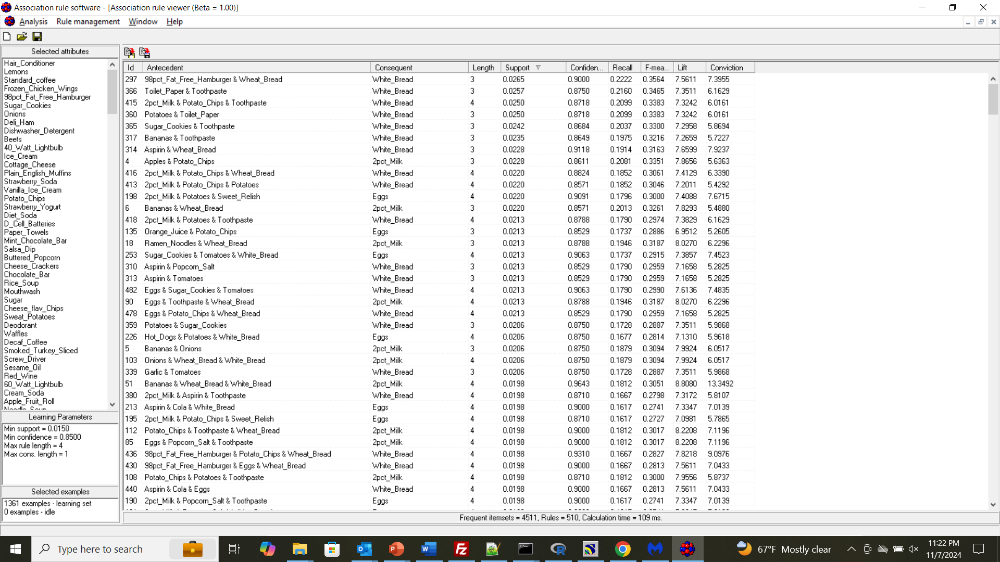 Association rule software - [Association rule viewer (Beta = 1.00)]
Analysis Rule management Window Help
Selected attributes
Hair_Conditioner
Lemons
Standard_coffee
Frozen_Chicken_Wings
98pct_Fat_Free_Hamburger
Sugar_Cookies
Onions
Deli_Ham
Dishwasher_Detergent
Beets
40_Watt_Lightbulb
Ice_Cream
Cottage_Cheese
Plain_English_Muffins
Strawberry_Soda
Vanilla_Ice_Cream
Potato_Chips
Strawberry_Yogurt
Diet_Soda
D_Cell_Batteries
Paper_Towels
Mint_Chocolate_Bar
Salsa_Dip
Buttered_Popcorn
Cheese_Crackers
Chocolate_Bar
Rice_Soup
Mouthwash
Sugar
Cheese_flav_Chips
Sweat_Potatoes
Deodorant
Waffles
Decaf_Coffee
Smoked_Turkey_Sliced
Screw_Driver
Sesame_Oil
Red_Wine
60_Watt_Lightbulb
Cream_Soda
Apple_Fruit_Roll
Learning Parameters
Min support = 0.0150
Min confidence = 0.8500
Max rule length = 4
Max cons. length = 1
Selected examples
1361 examples - learning set
0 examples - idle
Id Antecedent Consequent Length Support Confiden... Recall F-mea... Lift Conviction
297 98pct_Fat_Free_Hamburger & Wheat_Bread White_Bread 3 0.0265 0.9000 0.2222 0.3564 7.5611 7.3955
366 Toilet_Paper & Toothpaste White_Bread 3 0.0257 0.8750 0.2160 0.3465 7.3511 6.1629
415 2pct_Milk & Potato_Chips & Toothpaste White_Bread 4 0.0250 0.8718 0.2099 0.3383 7.3242 6.0161
360 Potatoes & Toilet_Paper White_Bread 3 0.0250 0.8718 0.2099 0.3383 7.3242 6.0161
365 Sugar_Cookies & Toothpaste White_Bread 3 0.0242 0.8684 0.2037 0.3300 7.2958 5.8694
317 Bananas & Toothpaste White_Bread 3 0.0235 0.8649 0.1975 0.3216 7.2659 5.7227
314 Aspirin & Wheat_Bread White_Bread 3 0.0228 0.9118 0.1914 0.3163 7.6599 7.9237
4 Apples & Potato_Chips 2pct_Milk 3 0.0228 0.8611 0.2081 0.3351 7.8656 5.6363
416 2pct_Milk & Potato_Chips & Wheat_Bread White_Bread 4 0.0220 0.8824 0.1852 0.3061 7.4129 6.3390
413 2pct_Milk & Potato_Chips & Potatoes White_Bread 4 0.0220 0.8571 0.1852 0.3046 7.2011 5.4292
198 2pct_Milk & Potatoes & Sweet_Relish Eggs 4 0.0220 0.9091 0.1796 0.3000 7.4088 7.6715
6 Bananas & Wheat_Bread 2pct_Milk 3 0.0220 0.8571 0.2013 0.3261 7.8293 5.4880
418 2pct_Milk & Potatoes & Toothpaste White_Bread 4 0.0213 0.8788 0.1790 0.2974 7.3829 6.1629
135 Orange_Juice & Potato_Chips Eggs 3 0.0213 0.8529 0.1737 0.2886 6.9512 5.2605
18 Ramen_Noodles & Wheat_Bread 2pct_Milk 3 0.0213 0.8788 0.1946 0.3187 8.0270 6.2296
253 Sugar_Cookies & Tomatoes & White_Bread Eggs 4 0.0213 0.9063 0.1737 0.2915 7.3857 7.4523
310 Aspirin & Popcorn_Salt White_Bread 3 0.0213 0.8529 0.1790 0.2959 7.1658 5.2825
313 Aspirin & Tomatoes White_Bread 3 0.0213 0.8529 0.1790 0.2959 7.1658 5.2825
482 Eggs & Sugar_Cookies & Tomatoes White_Bread 4 0.0213 0.9063 0.1790 0.2990 7.6136 7.4835
90 Eggs & Toothpaste & Wheat_Bread 2pct_Milk 4 0.0213 0.8788 0.1946 0.3187 8.0270 6.2296
478 Eggs & Potato_Chips & Wheat_Bread White_Bread 4 0.0213 0.8529 0.1790 0.2959 7.1658 5.2825
359 Potatoes & Sugar_Cookies White_Bread 3 0.0206 0.8750 0.1728 0.2887 7.3511 5.9868
226 Hot_Dogs & Potatoes & White_Bread Eggs 4 0.0206 0.8750 0.1677 0.2814 7.1310 5.9618
5 Bananas & Onions 2pct_Milk 3 0.0206 0.8750 0.1879 0.3094 7.9924 6.0517
103 Onions & Wheat_Bread & White_Bread 2pct_Milk 4 0.0206 0.8750 0.1879 0.3094 7.9924 6.0517
339 Garlic & Tomatoes White_Bread 3 0.0206 0.8750 0.1728 0.2887 7.3511 5.9868
51 Bananas & Wheat_Bread & White_Bread 2pct_Milk 4 0.0198 0.9643 0.1812 0.3051 8.8080 13.3492
380 2pct_Milk & Aspirin & Toothpaste White_Bread 4 0.0198 0.8710 0.1667 0.2798 7.3172 5.8107
213 Aspirin & Cola & White_Bread Eggs 4 0.0198 0.9000 0.1617 0.2741 7.3347 7.0139
195 2pct_Milk & Potato_Chips & Sweet_Relish Eggs 4 0.0198 0.8710 0.1617 0.2727 7.0981 5.7865
112 Potato_Chips & Toothpaste & Wheat_Bread 2pct_Milk 4 0.0198 0.9000 0.1812 0.3017 8.2208 7.1196
85 Eggs & Popcorn_Salt & Toothpaste 2pct_Milk 4 0.0198 0.9000 0.1812 0.3017 8.2208 7.1196
436 98pct_Fat_Free_Hamburger & Potato_Chips & Wheat_Bread White_Bread 4 0.0198 0.9310 0.1667 0.2827 7.8218 9.0976
430 98pct_Fat_Free_Hamburger & Eggs & Wheat_Bread White_Bread 4 0.0198 0.9000 0.1667 0.2813 7.5611 7.0433
108 Potato_Chips & Potatoes & Toothpaste 2pct_Milk 4 0.0198 0.8710 0.1812 0.3000 7.9556 5.8737
440 Aspirin & Cola & Eggs White_Bread 4 0.0198 0.9000 0.1667 0.2813 7.5611 7.0433
190 2pct_Milk & Popcorn_Salt & Toothpaste Eggs 4 0.0198 0.9000 0.1617 0.2741 7.3347 7.0139
Frequent itemsets = 4511, Rules = 510, Calculation time = 109 ms.
Type here to search
67°F Mostly clear
11:22 PM
11/7/2024